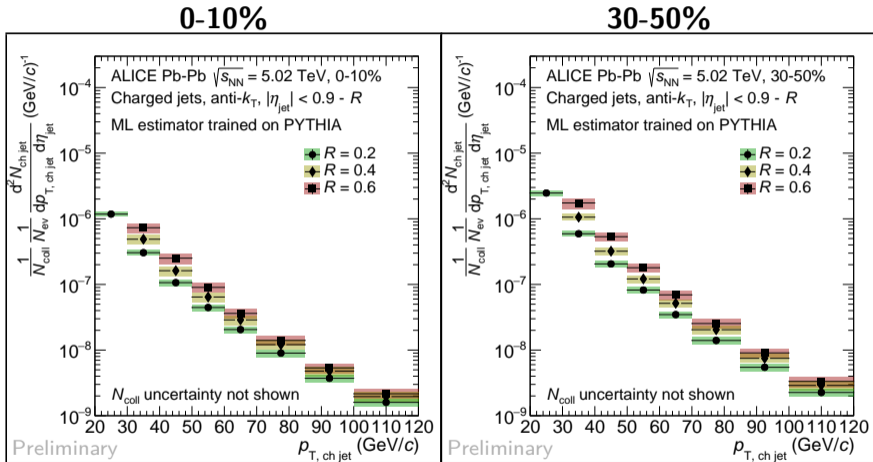 0-10%
ALICE Pb-Pb √sNN = 5.02 TeV, 0-10%
Charged jets, anti-kT, |ηjet| < 0.9 - R
ML estimator trained on PYTHIA
R = 0.2
R = 0.4
R = 0.6
1/Ncoll 1/Nev d²Nch jet/dpT, ch jet dηjet (GeV/c)⁻¹
10⁻⁴
10⁻⁵
10⁻⁶
10⁻⁷
10⁻⁸
10⁻⁹
Ncoll uncertainty not shown
20 30 40 50 60 70 80 90 100 110 120
pT, ch jet (GeV/c)
Preliminary
30-50%
ALICE Pb-Pb √sNN = 5.02 TeV, 30-50%
Charged jets, anti-kT, |ηjet| < 0.9 - R
ML estimator trained on PYTHIA
R = 0.2
R = 0.4
R = 0.6
1/Ncoll 1/Nev d²Nch jet/dpT, ch jet dηjet (GeV/c)⁻¹
10⁻⁴
10⁻⁵
10⁻⁶
10⁻⁷
10⁻⁸
10⁻⁹
Ncoll uncertainty not shown
20 30 40 50 60 70 80 90 100 110 120
pT, ch jet (GeV/c)
Preliminary